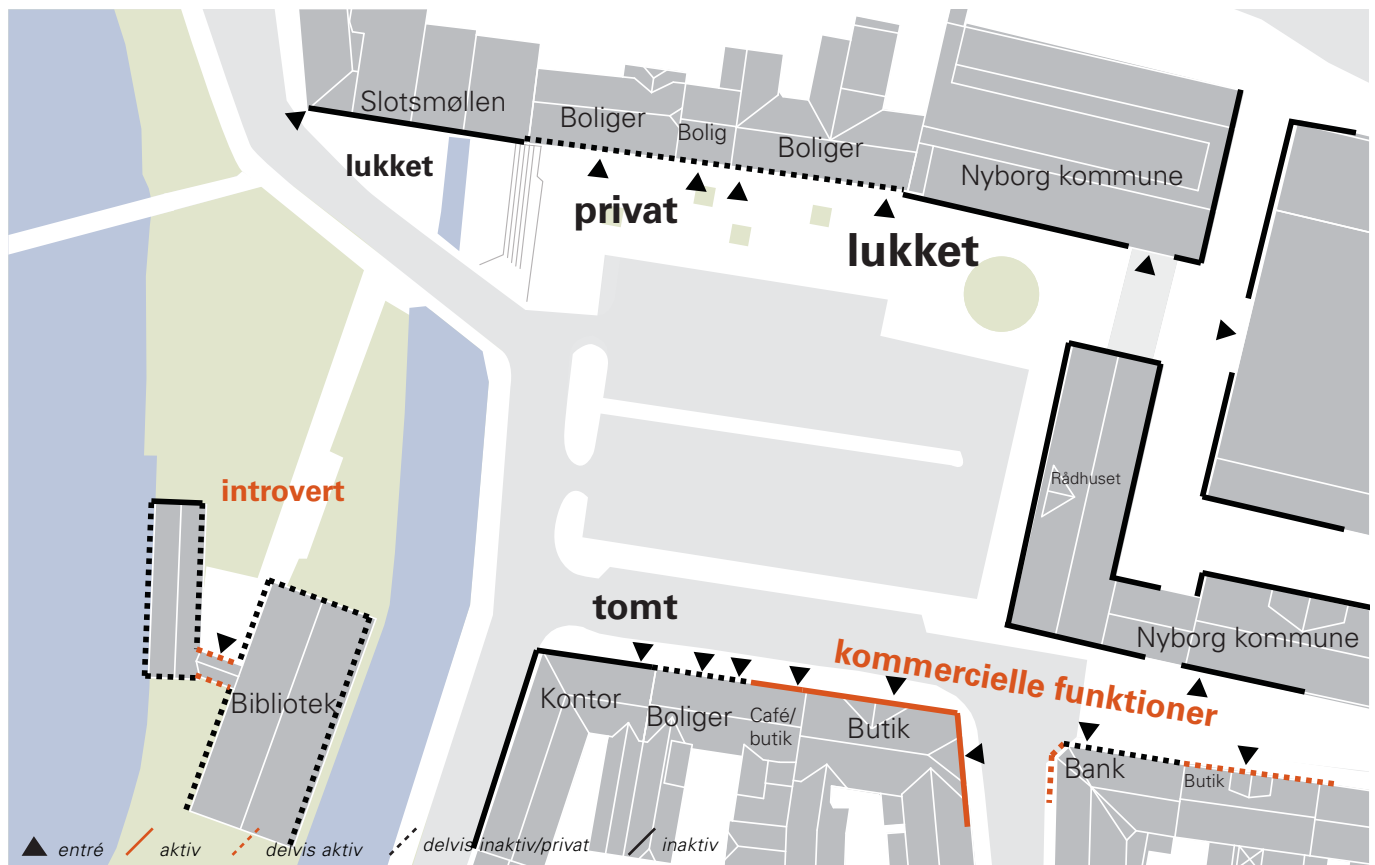 Slotsmøllen
Boliger
Bolig
Boliger
Nyborg kommune
lukket
privat
lukket
introvert
Rådhuset
tomt
kommercielle funktioner
Nyborg kommune
Bibliotek
Kontor
Boliger
Café/
butik
Butik
Bank
Butik
entré
aktiv
delvis aktiv
delvis inaktiv/privat
inaktiv